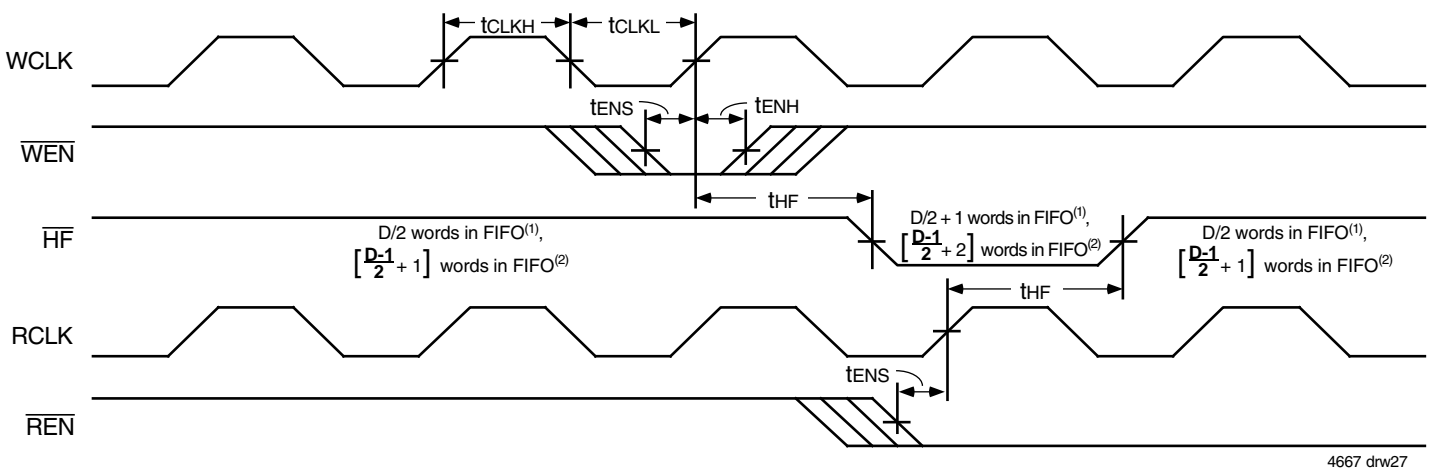 tCLKH
tCLKL
WCLK
tENS
tENH
WEN
tHF
HF
D/2 words in FIFO(1),
[D-1/2 + 1] words in FIFO(2)
D/2 + 1 words in FIFO(1),
[D-1/2 + 2] words in FIFO(2)
D/2 words in FIFO(1),
[D-1/2 + 1] words in FIFO(2)
tHF
RCLK
tENS
REN
4667 drw27